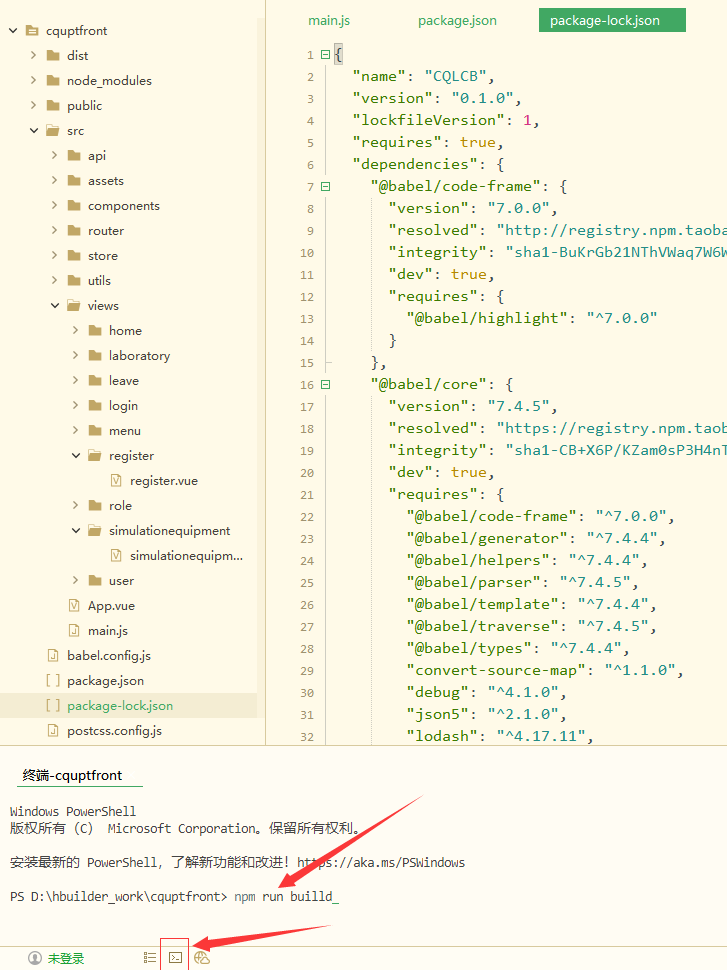 cquptfront
dist
node_modules
public
src
api
assets
components
router
store
utils
views
home
laboratory
leave
login
menu
register
register.vue
role
simulationequipment
simulationequipm...
user
App.vue
main.js
babel.config.js
package.json
package-lock.json
postcss.config.js
main.js package.json package-lock.json
1 {
2 "name": "CQLCB",
3 "version": "0.1.0",
4 "lockfileVersion": 1,
5 "requires": true,
6 "dependencies": {
7 "@babel/code-frame": {
8 "version": "7.0.0",
9 "resolved": "http://registry.npm.taoba
10 "integrity": "sha1-BuKrGb21NThVWaq7W6W
11 "dev": true,
12 "requires": {
13 "@babel/highlight": "^7.0.0"
14 }
15 },
16 "@babel/core": {
17 "version": "7.4.5",
18 "resolved": "https://registry.npm.taob
19 "integrity": "sha1-CB+X6P/KZam0sP3H4nT
20 "dev": true,
21 "requires": {
22 "@babel/code-frame": "^7.0.0",
23 "@babel/generator": "^7.4.4",
24 "@babel/helpers": "^7.4.4",
25 "@babel/parser": "^7.4.5",
26 "@babel/template": "^7.4.4",
27 "@babel/traverse": "^7.4.5",
28 "@babel/types": "^7.4.4",
29 "convert-source-map": "^1.1.0",
30 "debug": "^4.1.0",
31 "json5": "^2.1.0",
32 "lodash": "^4.17.11",
终端-cquptfront
Windows PowerShell
版权所有（C） Microsoft Corporation。保留所有权利。
安装最新的 PowerShell，了解新功能和改进！https://aka.ms/PSWindows
PS D:\hbuilder_work\cquptfront> npm run builld_
未登录